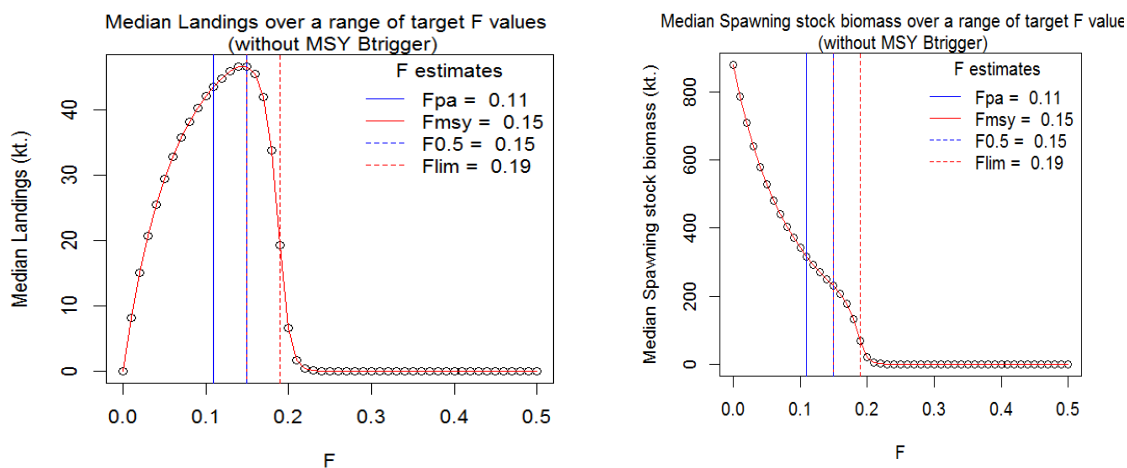 Median Landings over a range of target F values
(without MSY Btrigger)
F estimates
Fpa = 0.11
Fmsy = 0.15
F0.5 = 0.15
Flim = 0.19
Median Landings (kt.)
40
30
20
10
0
0.0 0.1 0.2 0.3 0.4 0.5
F
Median Spawning stock biomass over a range of target F value
(without MSY Btrigger)
F estimates
Fpa = 0.11
Fmsy = 0.15
F0.5 = 0.15
Flim = 0.19
Median Spawning stock biomass (kt.)
800
600
400
200
0
0.0 0.1 0.2 0.3 0.4 0.5
F